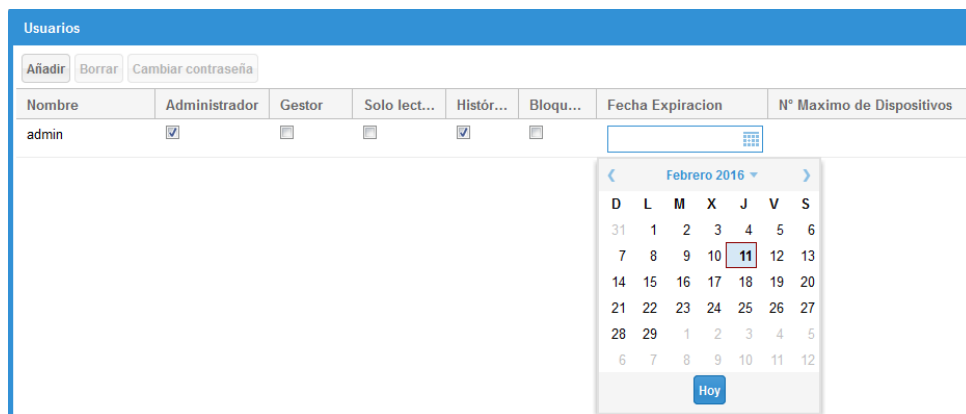 Usuarios
Añadir Borrar Cambiar contraseña
Nombre Administrador Gestor Solo lect... Histór... Bloqu... Fecha Expiracion Nº Maximo de Dispositivos
admin
Febrero 2016
D L M X J V S
31 1 2 3 4 5 6
7 8 9 10 11 12 13
14 15 16 17 18 19 20
21 22 23 24 25 26 27
28 29 1 2 3 4 5
6 7 8 9 10 11 12
Hoy